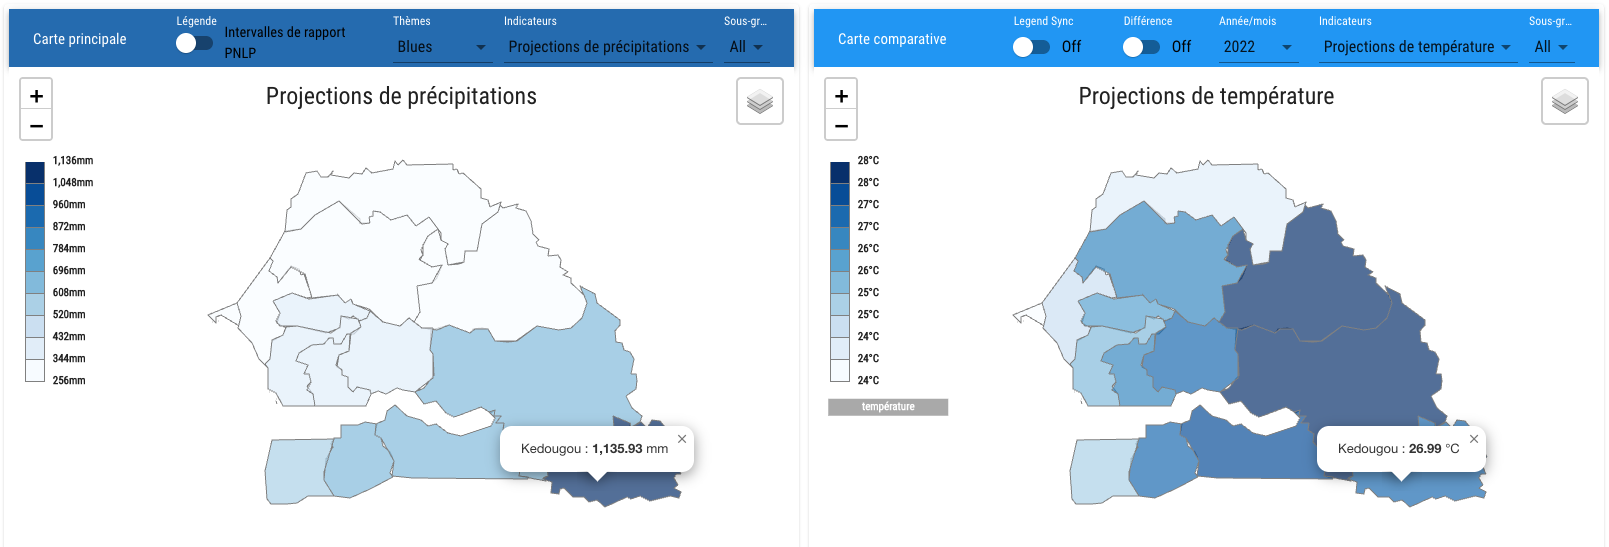 Carte principale
Légende
Intervalles de rapport
PNLP
Thèmes
Blues
Indicateurs
Projections de précipitations
Sous-gr...
All
+
−
Projections de précipitations
1,136mm
1,048mm
960mm
872mm
784mm
696mm
608mm
520mm
432mm
344mm
256mm
Kedougou : 1,135.93 mm
×
Carte comparative
Legend Sync
Off
Différence
Off
Année/mois
2022
Indicateurs
Projections de température
Sous-gr...
All
+
−
Projections de température
28°C
28°C
27°C
27°C
26°C
26°C
25°C
25°C
24°C
24°C
24°C
température
Kedougou : 26.99 °C
×